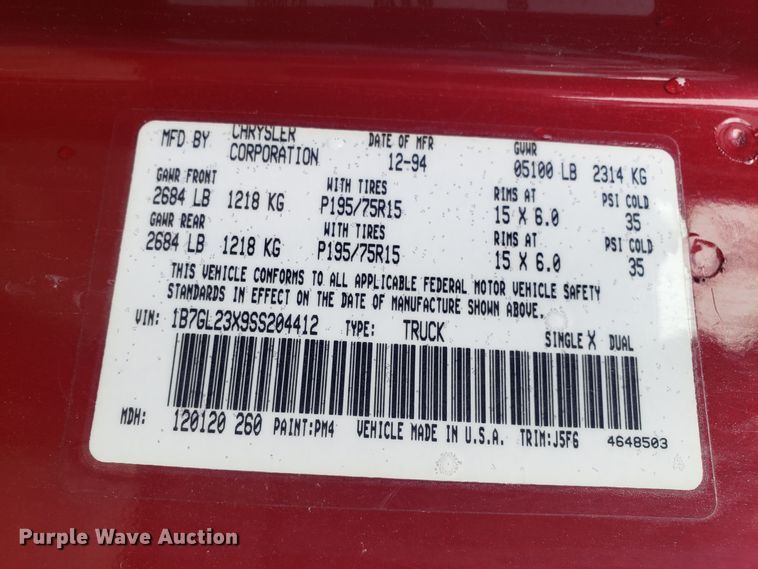 MFD BY CHRYSLER CORPORATION DATE OF MFR 12-94 GVWR 05100 LB 2314 KG
GAWR FRONT WITH TIRES RIMS AT PSI COLD
2684 LB 1218 KG P195/75R15 15 X 6.0 35
GAWR REAR WITH TIRES RIMS AT PSI COLD
2684 LB 1218 KG P195/75R15 15 X 6.0 35
THIS VEHICLE CONFORMS TO ALL APPLICABLE FEDERAL MOTOR VEHICLE SAFETY
STANDARDS IN EFFECT ON THE DATE OF MANUFACTURE SHOWN ABOVE.
VIN: 1B7GL23X9SS204412 TYPE: TRUCK SINGLE X DUAL
MDH: 120120 260 PAINT:PM4 VEHICLE MADE IN U.S.A. TRIM:J5F6 4648503
Purple Wave Auction